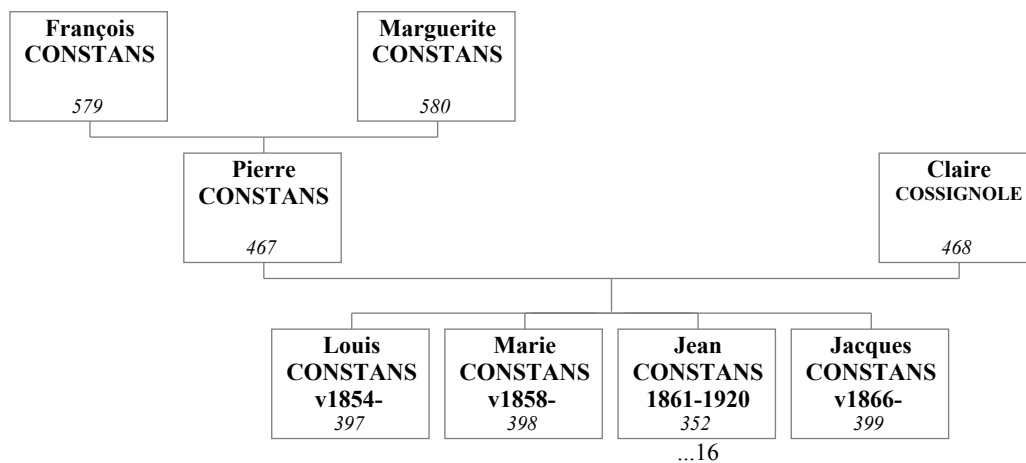 François
CONSTANS
579
Marguerite
CONSTANS
580
Pierre
CONSTANS
467
Claire
COSSIGNOLE
468
Louis
CONSTANS
v1854-
397
Marie
CONSTANS
v1858-
398
Jean
CONSTANS
1861-1920
352
...16
Jacques
CONSTANS
v1866-
399